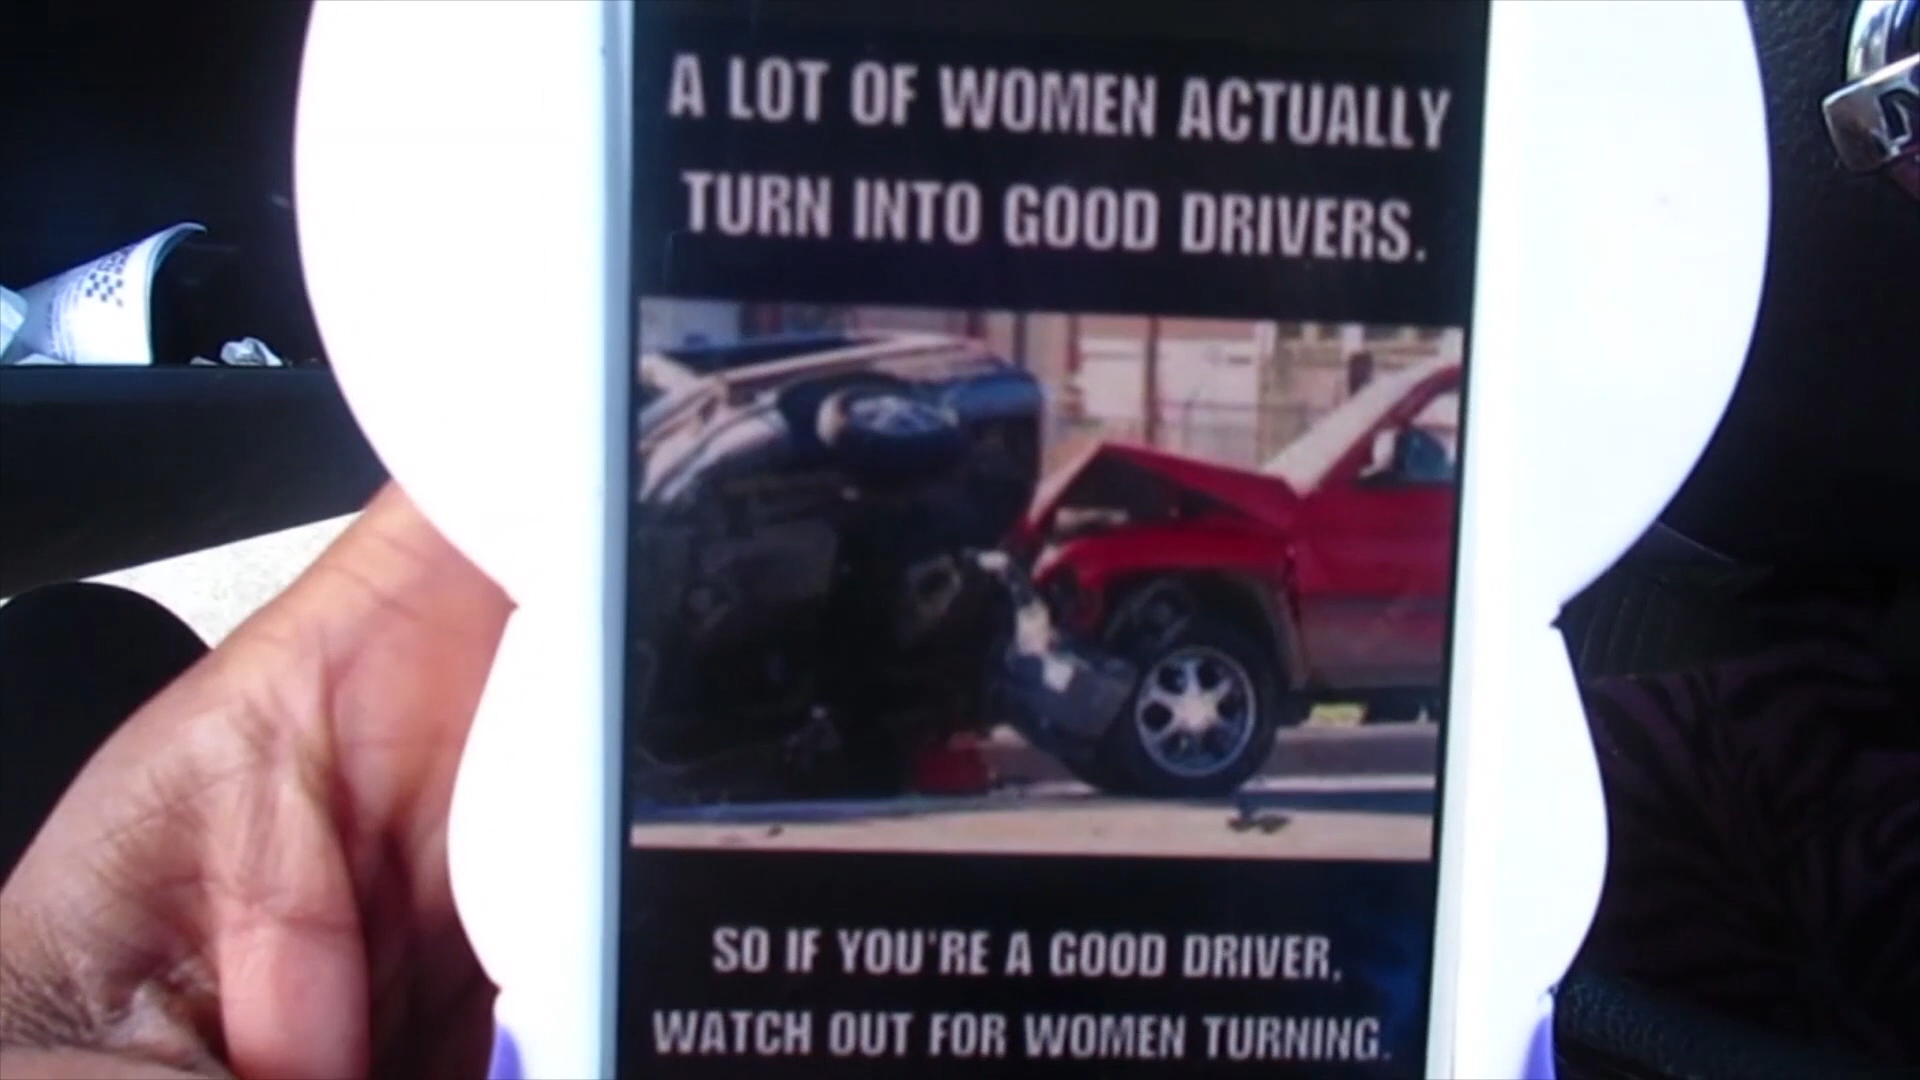 A LOT OF WOMEN ACTUALLY
TURN INTO GOOD DRIVERS.
SO IF YOU'RE A GOOD DRIVER,
WATCH OUT FOR WOMEN TURNING.